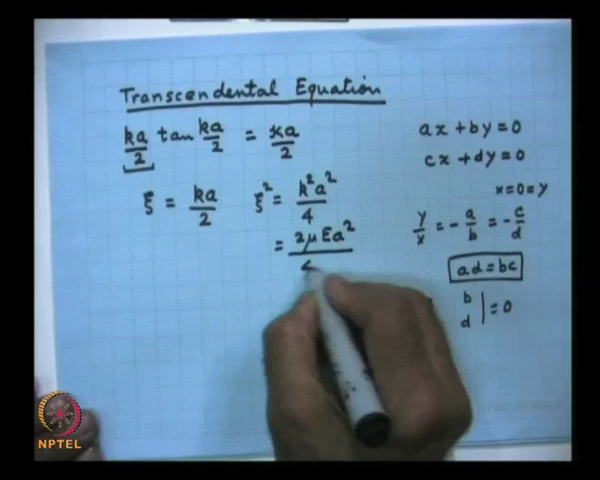 Transcendental Equation
ka/2 tan ka/2 = κa/2
ξ = ka/2 ξ² = k²a²/4
= 2μEa²
ax + by = 0
cx + dy = 0
x = 0 = y
y/x = -a/b = -c/d
ad = bc
b
d | = 0
NPTEL